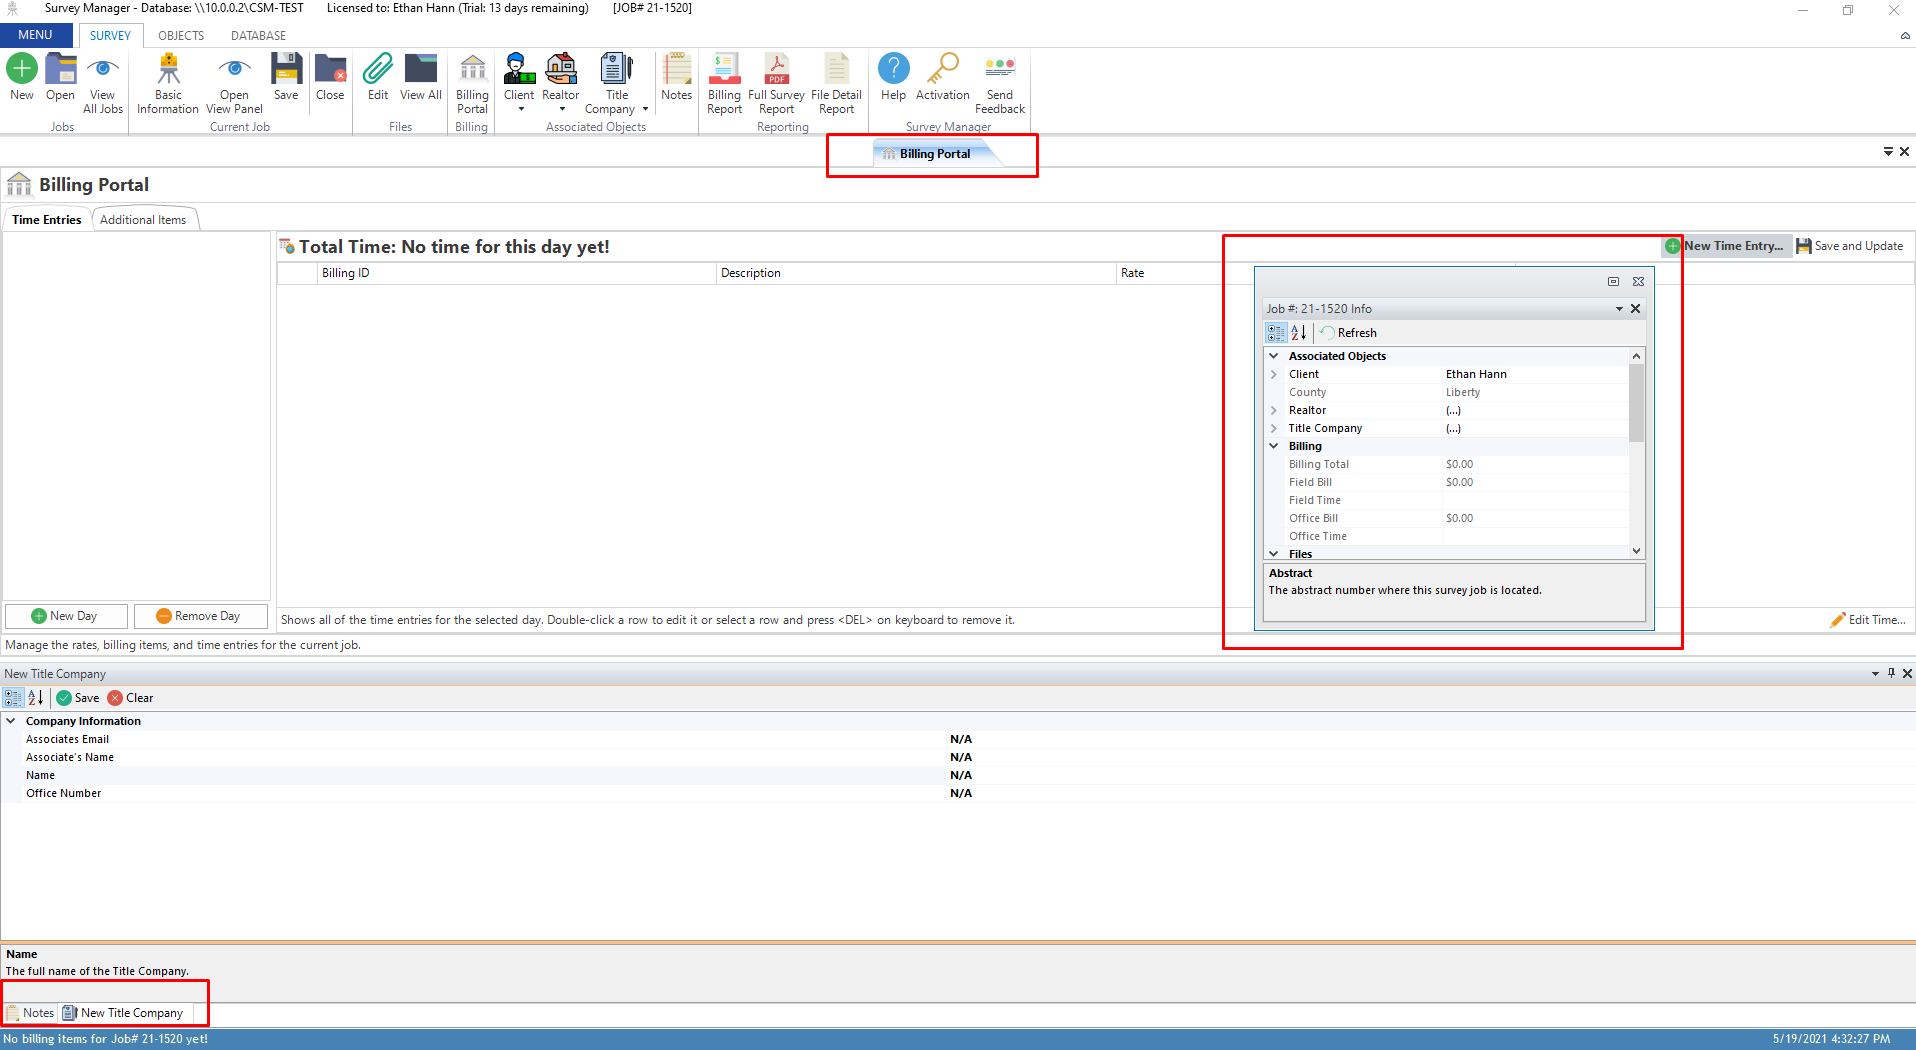 Survey Manager - Database: \\10.0.0.2\CSM-TEST Licensed to: Ethan Hann (Trial: 13 days remaining) [JOB# 21-1520]
MENU SURVEY OBJECTS DATABASE
New
Open
View
All Jobs
Jobs
Basic
Information
Open
View Panel
Save
Close
Current Job
Edit
View All
Files
Billing
Portal
Billing
Client
Realtor
Title
Company
Associated Objects
Notes
Billing
Report
PDF
Full Survey
Report
File Detail
Report
Reporting
?
Help
Activation
Send
Feedback
Survey Manager
Billing Portal
Billing Portal
Time Entries Additional Items
Total Time: No time for this day yet!
New Time Entry... Save and Update
Billing ID Description Rate
Job #: 21-1520 Info
Refresh
Associated Objects
Client Ethan Hann
County Liberty
Realtor (...)
Title Company (...)
Billing
Billing Total $0.00
Field Bill $0.00
Field Time
Office Bill $0.00
Office Time
Files
Abstract
The abstract number where this survey job is located.
New Day Remove Day
Shows all of the time entries for the selected day. Double-click a row to edit it or select a row and press <DEL> on keyboard to remove it.
Edit Time...
Manage the rates, billing items, and time entries for the current job.
New Title Company
Save Clear
Company Information
Associates Email N/A
Associate's Name N/A
Name N/A
Office Number N/A
Name
The full name of the Title Company.
Notes New Title Company
No billing items for Job# 21-1520 yet! 5/19/2021 4:32:27 PM